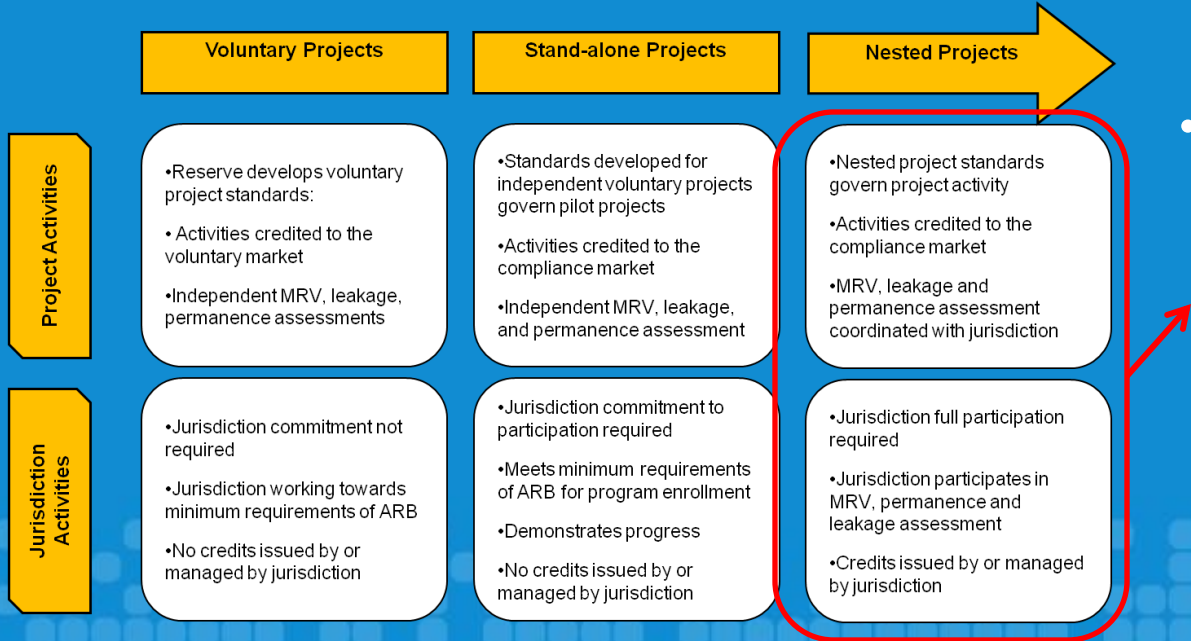 Voluntary Projects
Stand-alone Projects
Nested Projects
Project Activities
•Reserve develops voluntary
project standards:
• Activities credited to the
voluntary market
•Independent MRV, leakage,
permanence assessments
•Standards developed for
independent voluntary projects
govern pilot projects
•Activities credited to the
compliance market
•Independent MRV, leakage,
and permanence assessment
•Nested project standards
govern project activity
•Activities credited to the
compliance market
•MRV, leakage and
permanence assessment
coordinated with jurisdiction
Jurisdiction
Activities
•Jurisdiction commitment not
required
•Jurisdiction working towards
minimum requirements of ARB
•No credits issued by or
managed by jurisdiction
•Jurisdiction commitment to
participation required
•Meets minimum requirements
of ARB for program enrollment
•Demonstrates progress
•No credits issued by or
managed by jurisdiction
•Jurisdiction full participation
required
•Jurisdiction participates in
MRV, permanence and
leakage assessment
•Credits issued by or managed
by jurisdiction